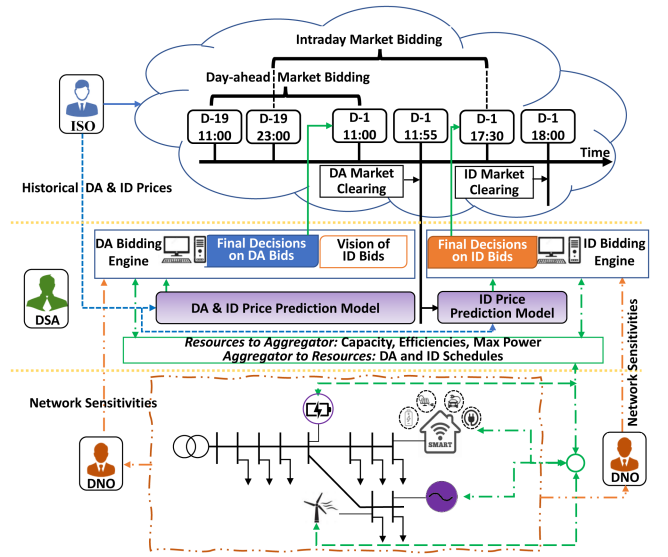 Intraday Market Bidding
Day-ahead Market Bidding
D-19
11:00
D-19
23:00
D-1
11:00
D-1
11:55
D-1
17:30
D-1
18:00
ISO
Time
DA Market
Clearing
ID Market
Clearing
Historical DA & ID Prices
DA Bidding
Engine
Final Decisions
on DA Bids
Vision of
ID Bids
Final Decisions
on ID Bids
ID Bidding
Engine
DSA
DA & ID Price Prediction Model
ID Price
Prediction Model
Resources to Aggregator: Capacity, Efficiencies, Max Power
Aggregator to Resources: DA and ID Schedules
Network Sensitivities
Network Sensitivities
SMART
DNO
DNO